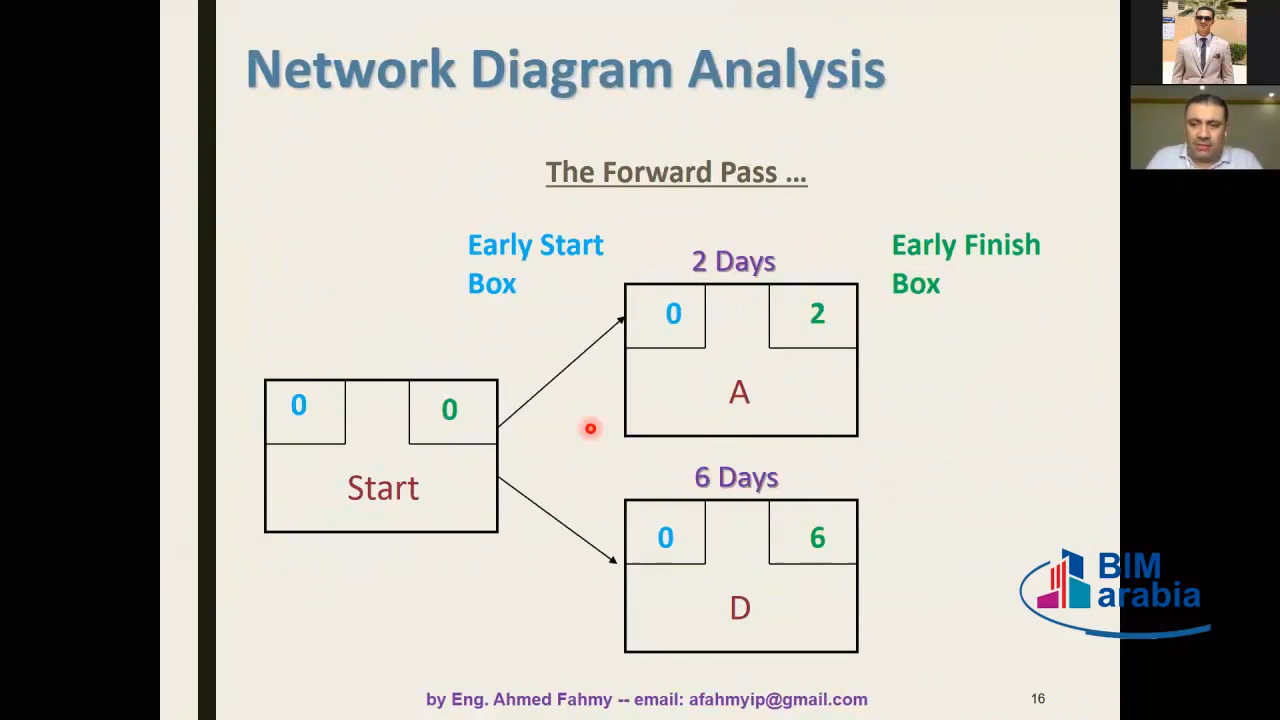 Network Diagram Analysis
The Forward Pass ...
Early Start
Box
2 Days
Early Finish
Box
0
2
A
0
0
Start
6 Days
0
6
D
BIM
arabia
by Eng. Ahmed Fahmy -- email: afahmyip@gmail.com
16